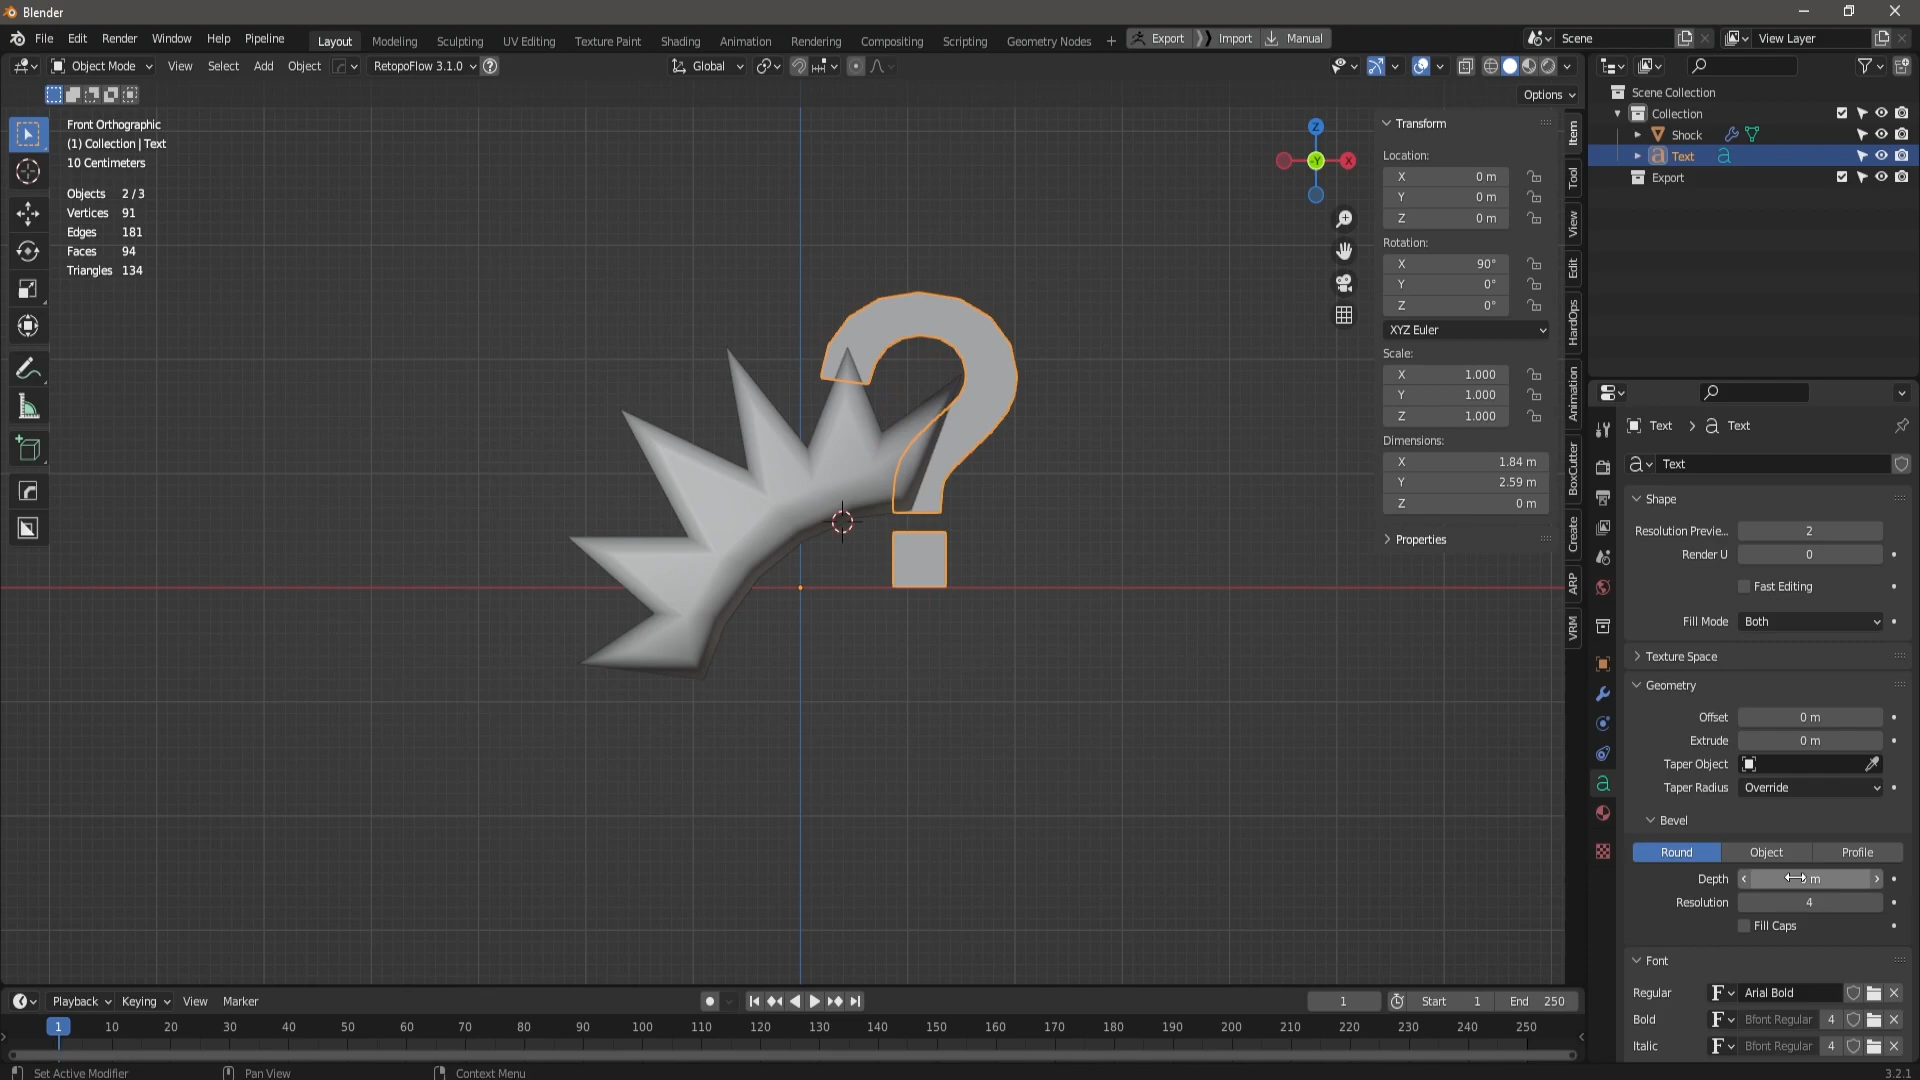 Blender
File Edit Render Window Help Pipeline
Layout Modeling Sculpting UV Editing Texture Paint Shading Animation Rendering Compositing Scripting Geometry Nodes +
Export Import Manual
Scene
View Layer
Object Mode View Select Add Object RetopoFlow 3.1.0 ?
Global
Options
Front Orthographic
(1) Collection | Text
10 Centimeters
Objects 2 / 3
Vertices 91
Edges 181
Faces 94
Triangles 134
?
Z
-Y
X
Transform
Location:
X 0 m
Y 0 m
Z 0 m
Rotation:
X 90°
Y 0°
Z 0°
XYZ Euler
Scale:
X 1.000
Y 1.000
Z 1.000
Dimensions:
X 1.84 m
Y 2.59 m
Z 0 m
Properties
Item
Tool
View
Edit
HardOps
Animation
BoxCutter
Create
ARP
VRM
Scene Collection
Collection
Shock
Text
Export
Text > Text
Text
Shape
Resolution Previe... 2
Render U 0
Fast Editing
Fill Mode Both
Texture Space
Geometry
Offset 0 m
Extrude 0 m
Taper Object
Taper Radius Override
Bevel
Round Object Profile
Depth m
Resolution 4
Fill Caps
Font
Regular Arial Bold
Bold Bfont Regular 4
Italic Bfont Regular 4
Playback Keying View Marker
1 Start 1 End 250
1 10 20 30 40 50 60 70 80 90 100 110 120 130 140 150 160 170 180 190 200 210 220 230 240 250
Set Active Modifier Pan View Context Menu 3.2.1